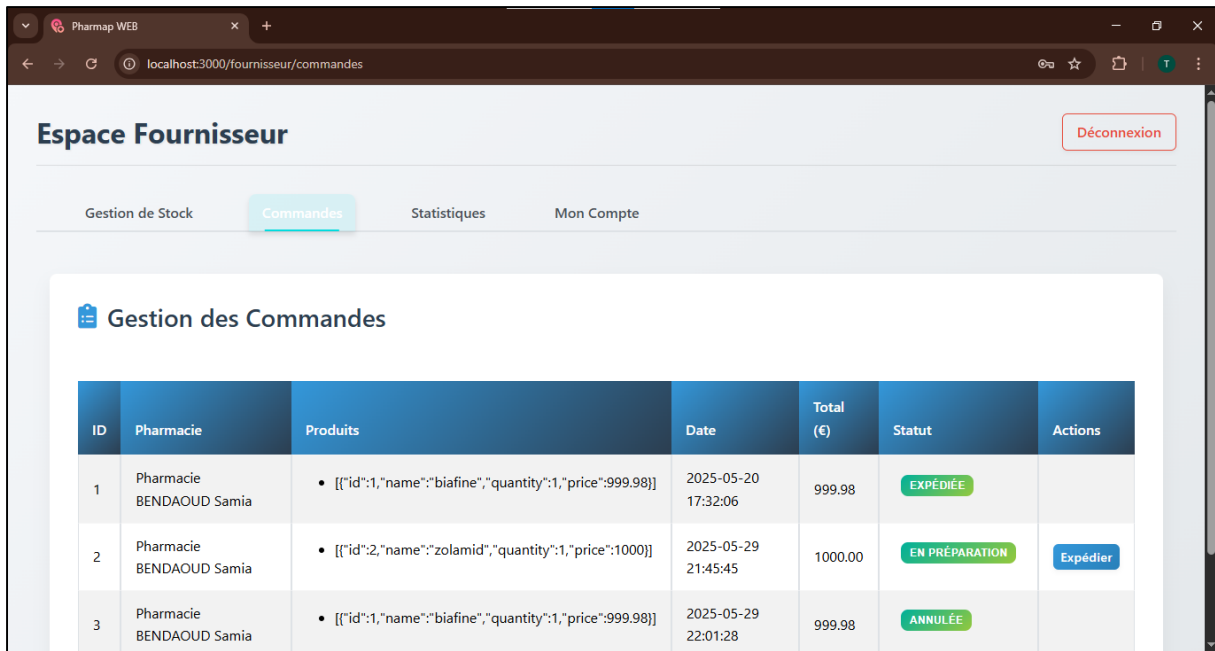 Pharmap WEB
localhost:3000/fournisseur/commandes
T
Espace Fournisseur
Déconnexion
Gestion de Stock Commandes Statistiques Mon Compte
Gestion des Commandes
ID Pharmacie Produits Date Total (€) Statut Actions
1 Pharmacie BENDAOUD Samia [{"id":1,"name":"biafine","quantity":1,"price":999.98}] 2025-05-20 17:32:06 999.98 EXPÉDIÉE
2 Pharmacie BENDAOUD Samia [{"id":2,"name":"zolamid","quantity":1,"price":1000}] 2025-05-29 21:45:45 1000.00 EN PRÉPARATION Expédier
3 Pharmacie BENDAOUD Samia [{"id":1,"name":"biafine","quantity":1,"price":999.98}] 2025-05-29 22:01:28 999.98 ANNULÉE